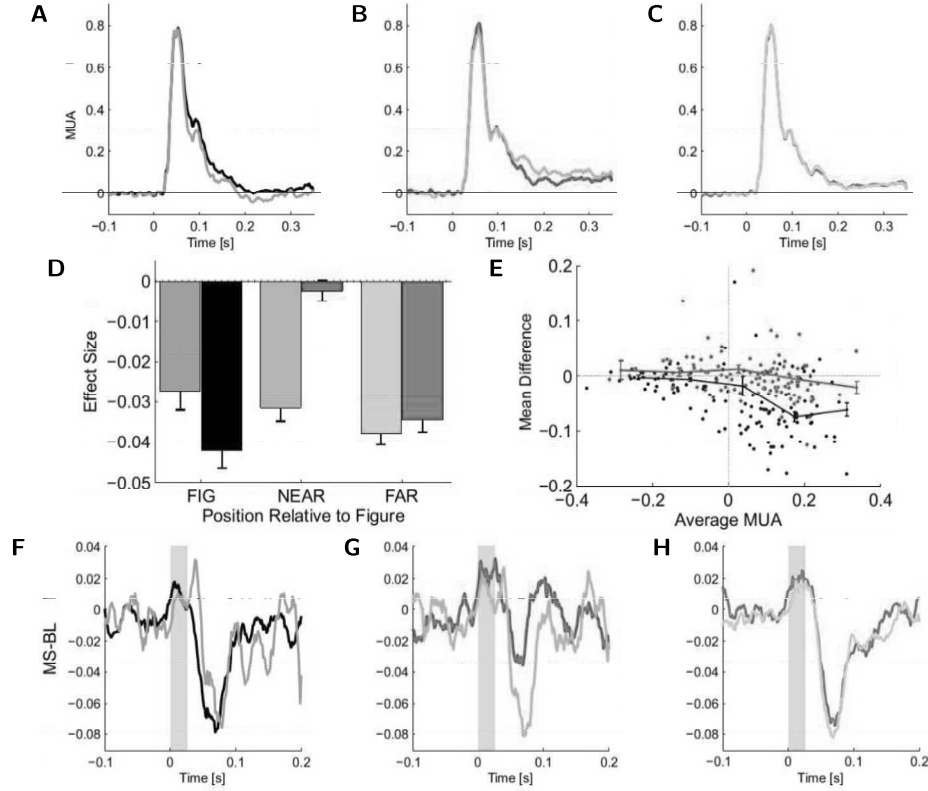 A
B
C
MUA
0.8
0.6
0.4
0.2
0
−0.1 0 0.1 0.2 0.3
Time [s]
0.8
0.6
0.4
0.2
0
−0.1 0 0.1 0.2 0.3
Time [s]
0.8
0.6
0.4
0.2
0
−0.1 0 0.1 0.2 0.3
Time [s]
D
Effect Size
0
−0.01
−0.02
−0.03
−0.04
−0.05
FIG NEAR FAR
Position Relative to Figure
E
Mean Difference
0.2
0.1
0
−0.1
−0.2
−0.4 −0.2 0 0.2 0.4
Average MUA
F
MS-BL
0.04
0.02
0
−0.02
−0.04
−0.06
−0.08
−0.1 0 0.1 0.2
Time [s]
G
0.04
0.02
0
−0.02
−0.04
−0.06
−0.08
−0.1 0 0.1 0.2
Time [s]
H
0.04
0.02
0
−0.02
−0.04
−0.06
−0.08
−0.1 0 0.1 0.2
Time [s]